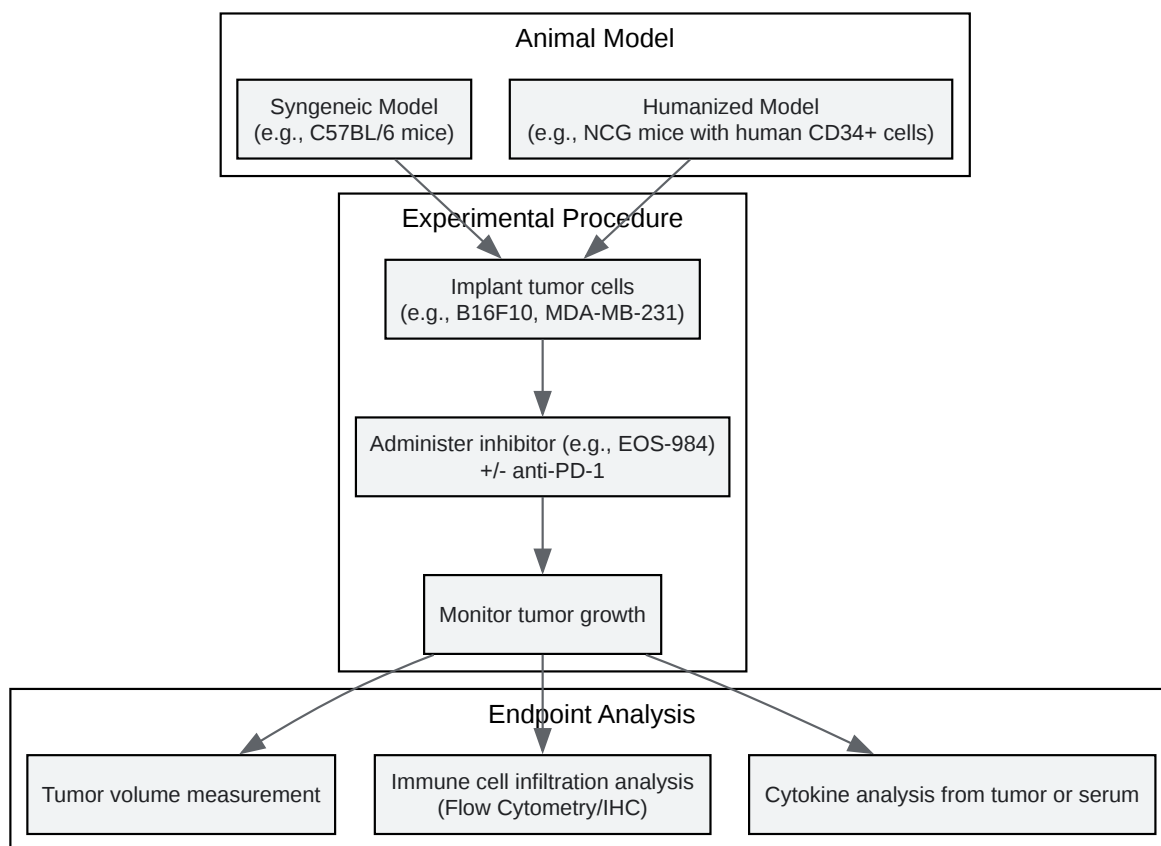 Animal Model
Syngeneic Model
(e.g., C57BL/6 mice)
Humanized Model
(e.g., NCG mice with human CD34+ cells)
Experimental Procedure
Implant tumor cells
(e.g., B16F10, MDA-MB-231)
Administer inhibitor (e.g., EOS-984)
+/- anti-PD-1
Monitor tumor growth
Endpoint Analysis
Tumor volume measurement
Immune cell infiltration analysis
(Flow Cytometry/IHC)
Cytokine analysis from tumor or serum